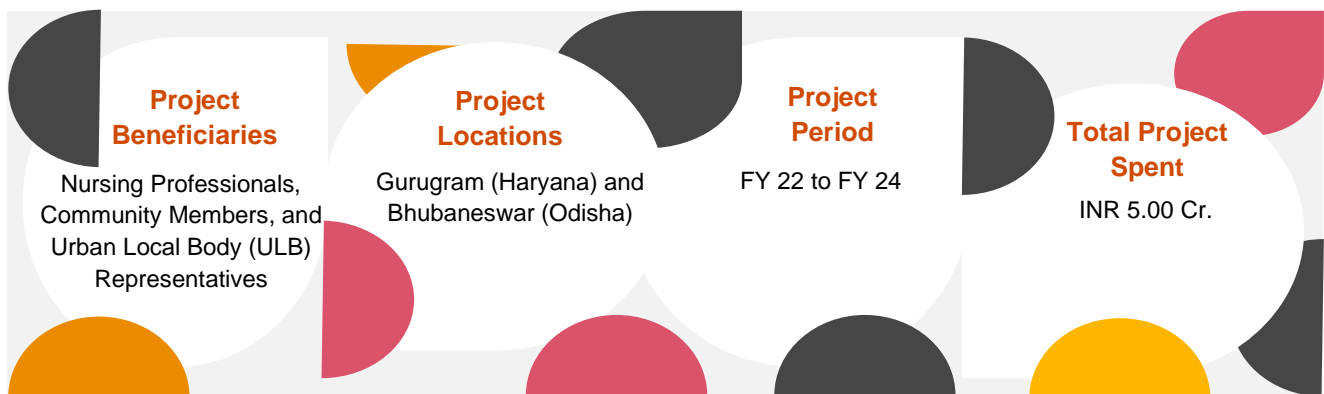 Project
Beneficiaries
Nursing Professionals,
Community Members, and
Urban Local Body (ULB)
Representatives
Project
Locations
Gurugram (Haryana) and
Bhubaneswar (Odisha)
Project
Period
FY 22 to FY 24
Total Project
Spent
INR 5.00 Cr.